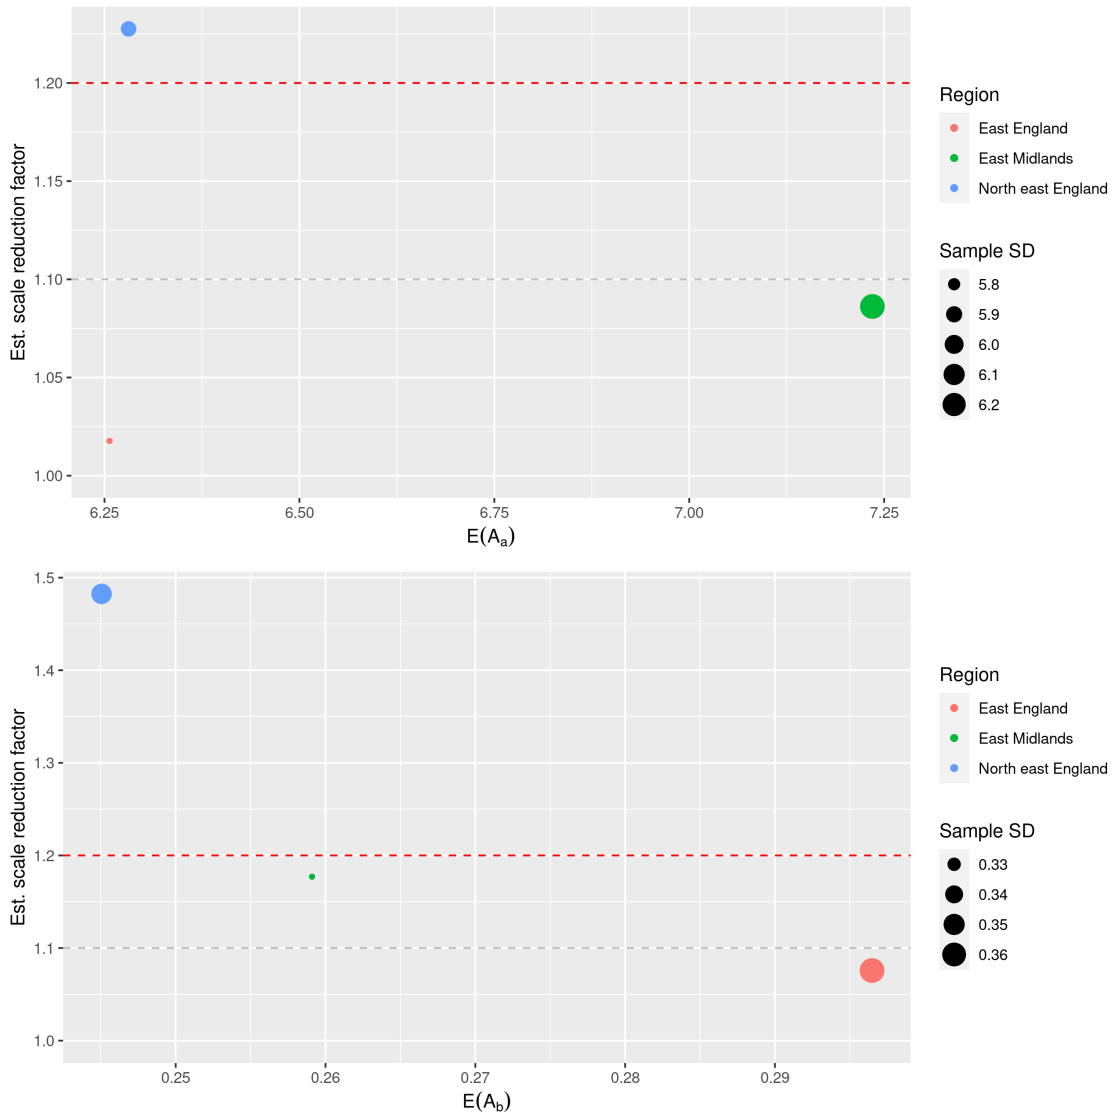 Est. scale reduction factor
1.20
1.15
1.10
1.05
1.00
6.25 6.50 6.75 7.00 7.25
E(Aa)
Region
East England
East Midlands
North east England
Sample SD
5.8
5.9
6.0
6.1
6.2
Est. scale reduction factor
1.5
1.4
1.3
1.2
1.1
1.0
0.25 0.26 0.27 0.28 0.29
E(Ab)
Region
East England
East Midlands
North east England
Sample SD
0.33
0.34
0.35
0.36